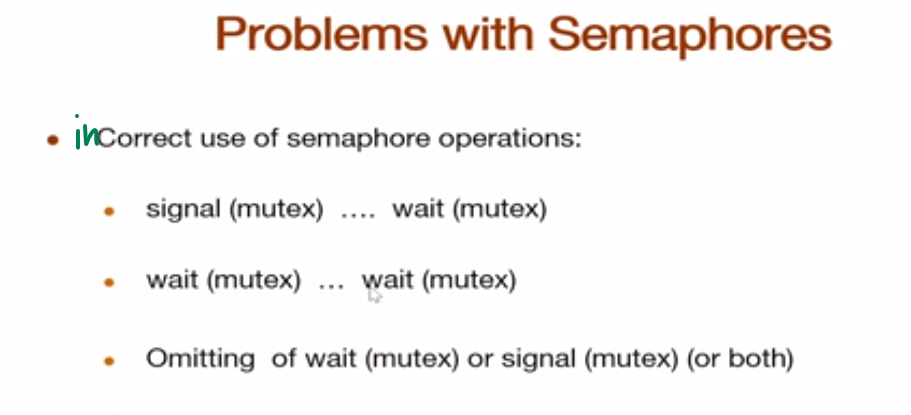 Problems with Semaphores
• inCorrect use of semaphore operations:
• signal (mutex) .... wait (mutex)
• wait (mutex) ... wait (mutex)
• Omitting of wait (mutex) or signal (mutex) (or both)